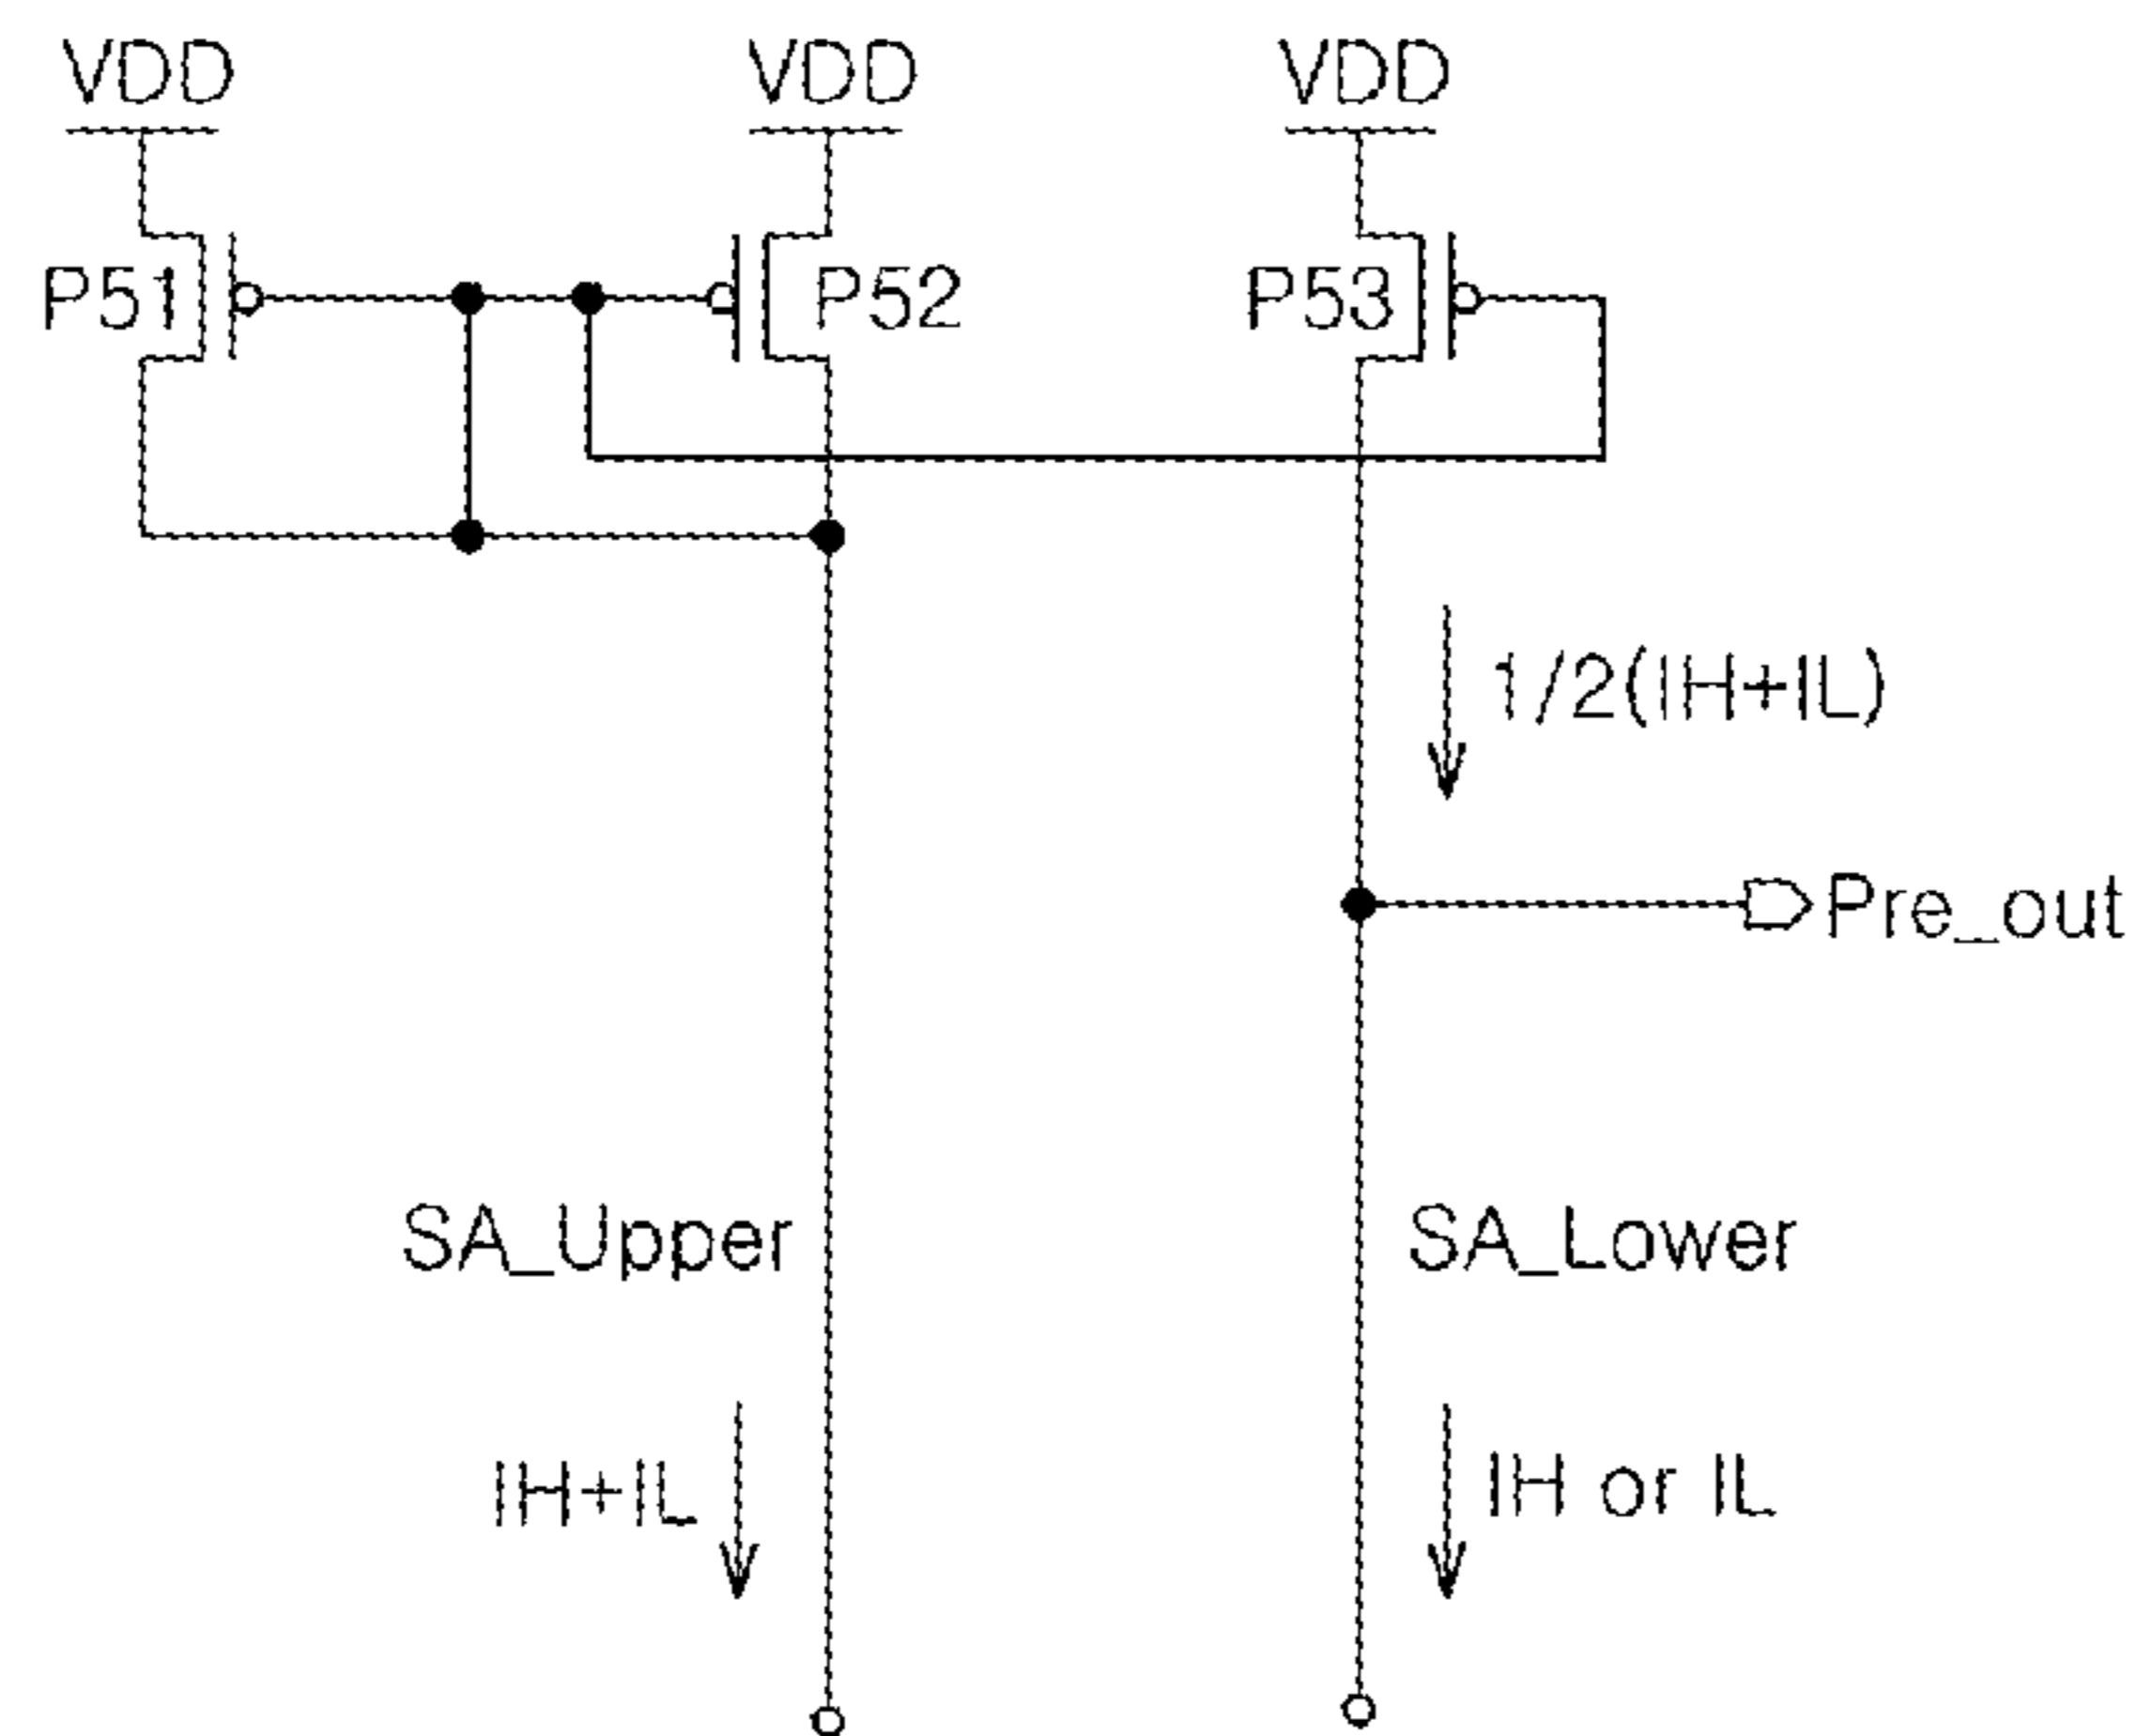 VDD VDD VDD
P51 P52 P53
1/2(IH+IL)
Pre_out
SA_Upper SA_Lower
IH+IL IH or IL